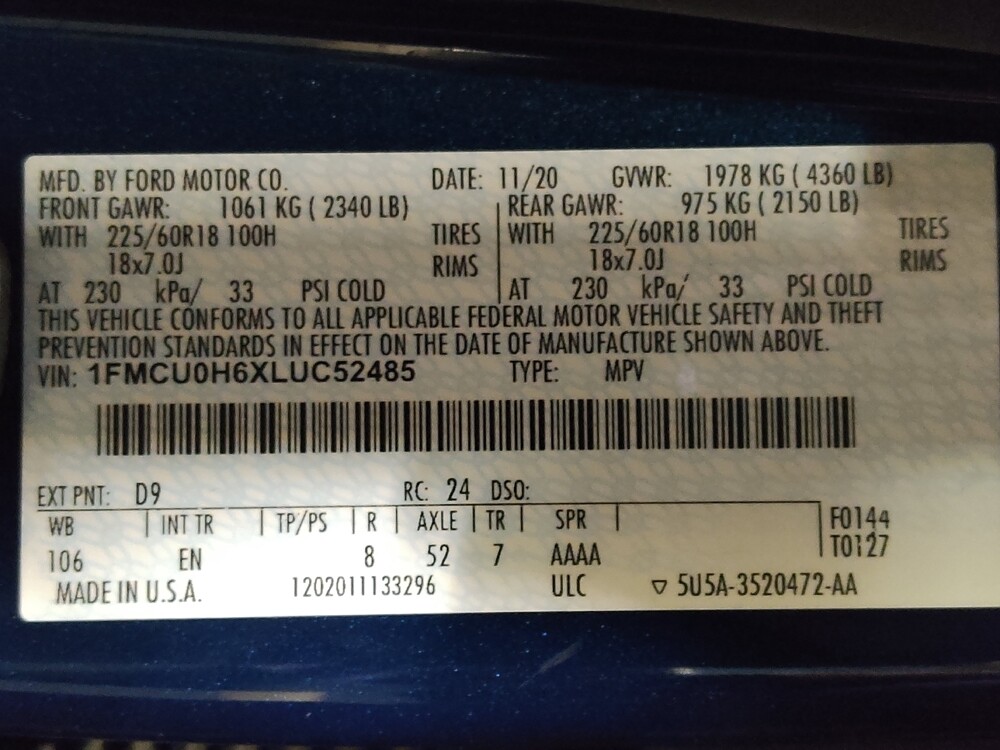 MFD. BY FORD MOTOR CO. DATE: 11/20 GVWR: 1978 KG ( 4360 LB)
FRONT GAWR: 1061 KG ( 2340 LB) REAR GAWR: 975 KG ( 2150 LB)
WITH 225/60R18 100H TIRES WITH 225/60R18 100H TIRES
18x7.0J RIMS 18x7.0J RIMS
AT 230 kPa/ 33 PSI COLD AT 230 kPa/ 33 PSI COLD
THIS VEHICLE CONFORMS TO ALL APPLICABLE FEDERAL MOTOR VEHICLE SAFETY AND THEFT
PREVENTION STANDARDS IN EFFECT ON THE DATE OF MANUFACTURE SHOWN ABOVE.
VIN: 1FMCU0H6XLUC52485 TYPE: MPV
EXT PNT: D9 RC: 24 DSO:
WB INT TR TP/PS R AXLE TR SPR F0144
106 EN 8 52 7 AAAA T0127
MADE IN U.S.A. 1202011133296 ULC ▽ 5U5A-3520472-AA